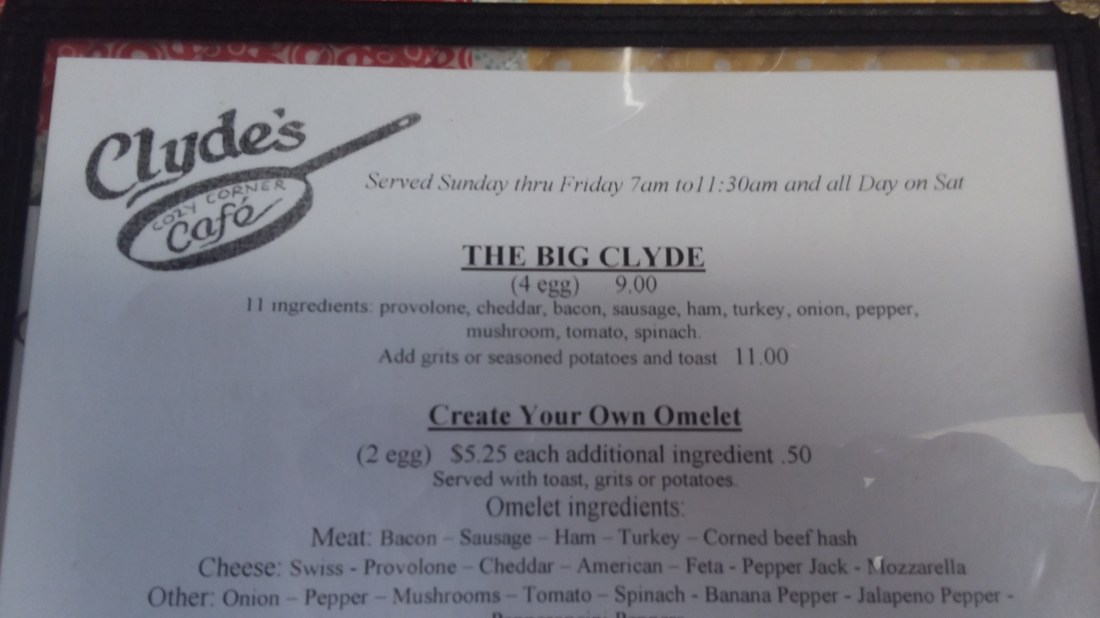 Clyde's
COZY CORNER
Café
Served Sunday thru Friday 7am to11:30am and all Day on Sat
THE BIG CLYDE
(4 egg) 9.00
11 ingredients: provolone, cheddar, bacon, sausage, ham, turkey, onion, pepper,
mushroom, tomato, spinach.
Add grits or seasoned potatoes and toast 11.00
Create Your Own Omelet
(2 egg) $5.25 each additional ingredient .50
Served with toast, grits or potatoes.
Omelet ingredients:
Meat: Bacon – Sausage – Ham – Turkey – Corned beef hash
Cheese: Swiss - Provolone – Cheddar – American – Feta - Pepper Jack - Mozzarella
Other: Onion – Pepper – Mushrooms – Tomato – Spinach - Banana Pepper - Jalapeno Pepper -